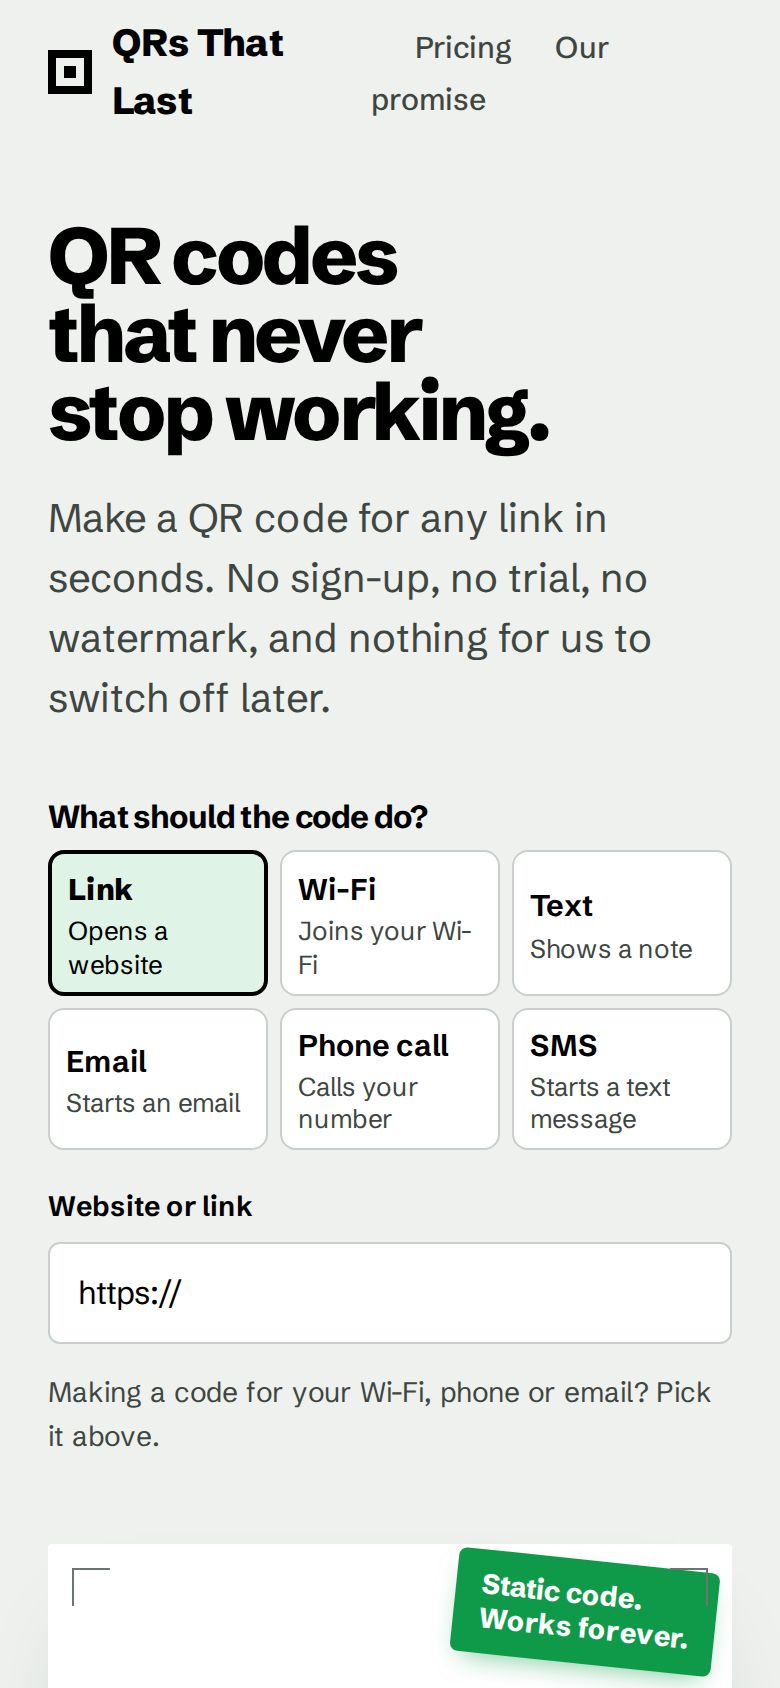 QRs That
Last
Pricing
Our
promise
QR codes
that never
stop working.
Make a QR code for any link in
seconds. No sign-up, no trial, no
watermark, and nothing for us to
switch off later.
What should the code do?
Link
Opens a
website
Wi-Fi
Joins your Wi-
Fi
Text
Shows a note
Email
Starts an email
Phone call
Calls your
number
SMS
Starts a text
message
Website or link
https://
Making a code for your Wi-Fi, phone or email? Pick
it above.
Static code.
Works forever.